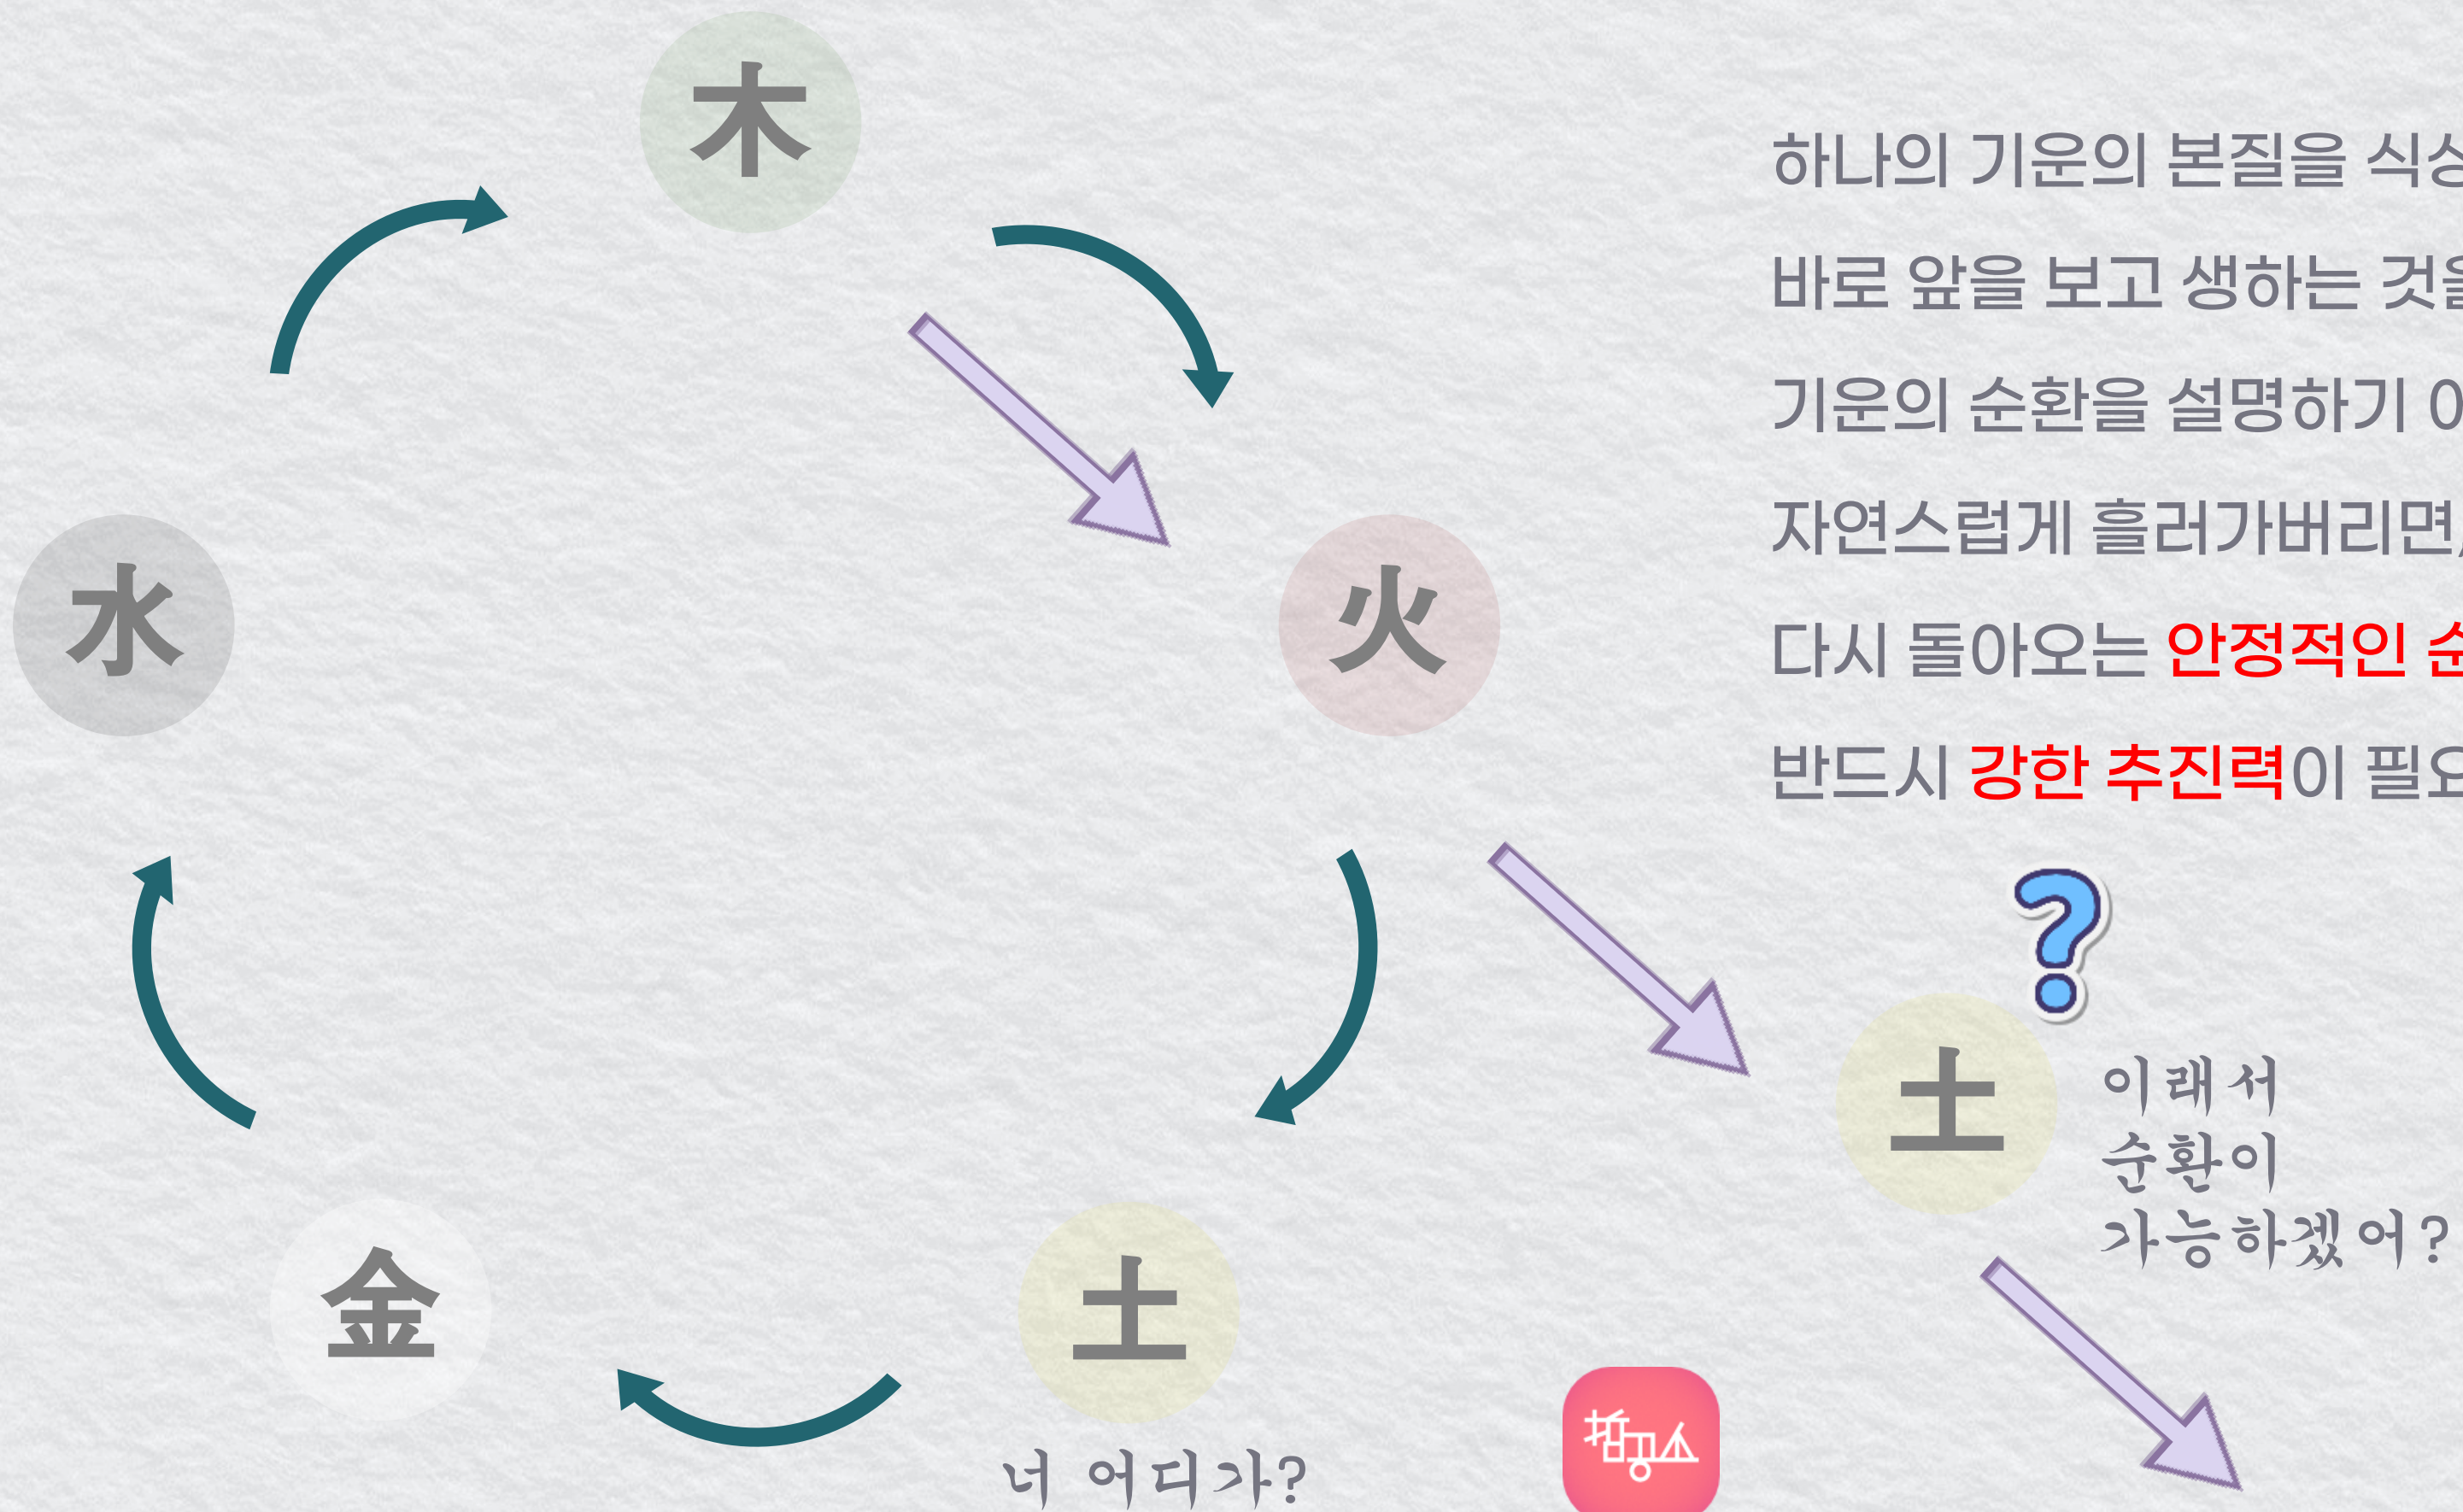 木
하나의 기운의 본질을 식상
바로 앞을 보고 생하는 것을
기운의 순환을 설명하기
자연스럽게 흘러가버리면,
다시 돌아오는 안정적인 순
반드시 강한 추진력이 필요
水
火
土
이래서
순환이
가능하겠어?
金
土
너 어디가?